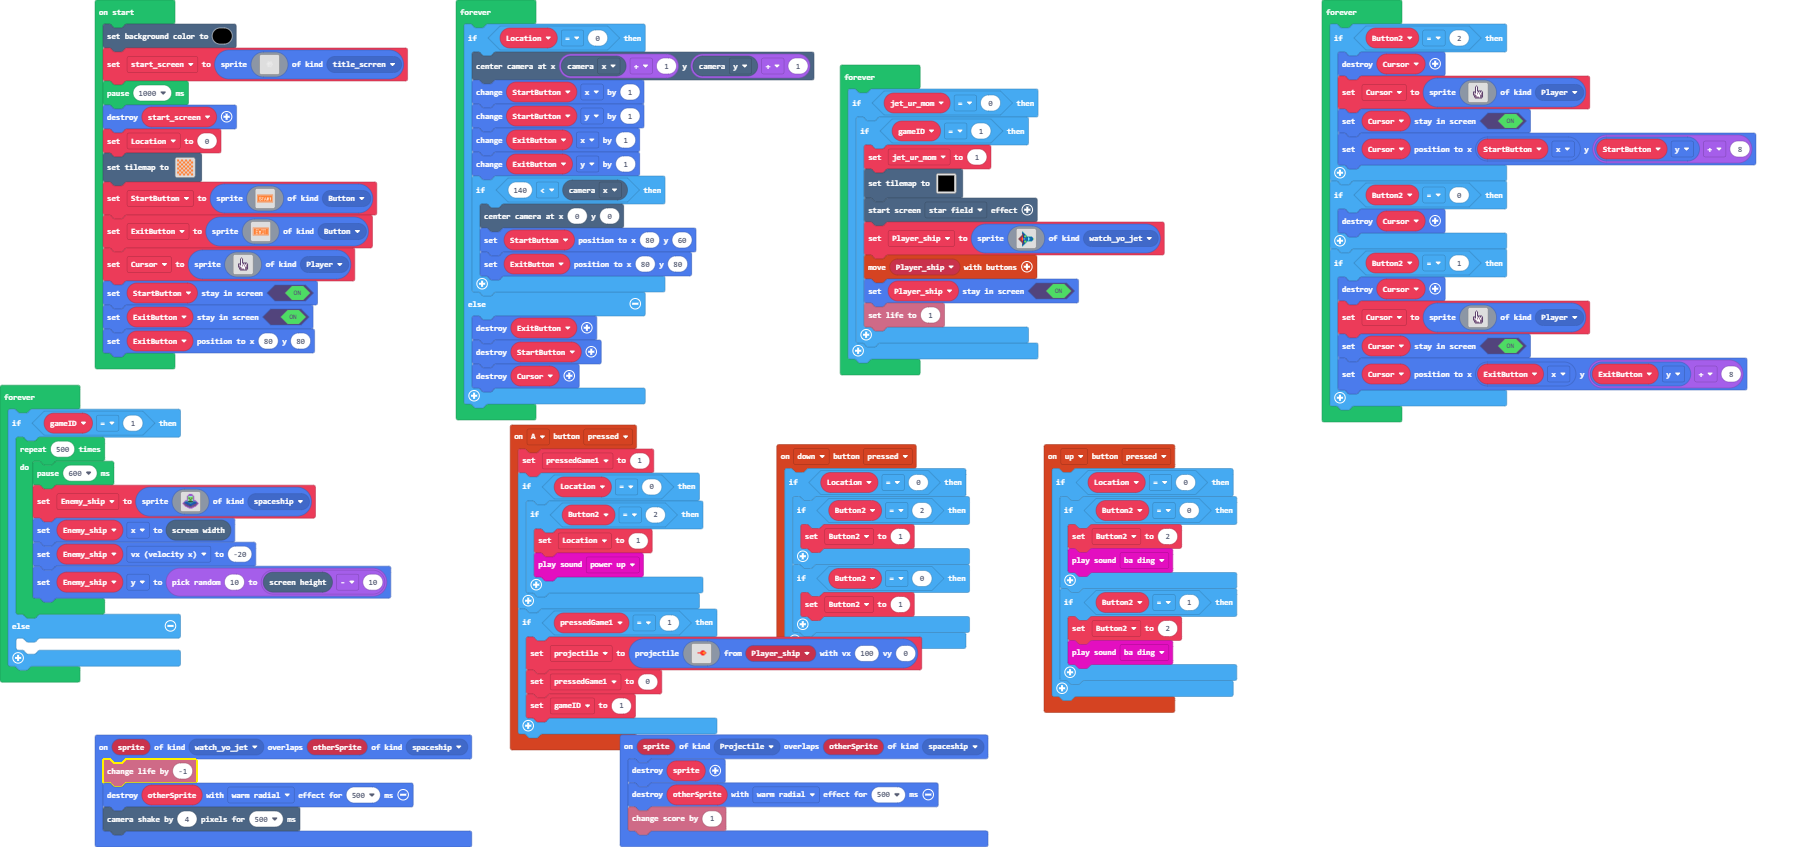 on start
set background color to
set start_screen to sprite of kind title_scrren
pause 1000 ms
destroy start_screen
set Location to 0
set tilemap to
set StartButton to sprite of kind Button
set ExitButton to sprite of kind Button
set Cursor to sprite of kind Player
set StartButton stay in screen ON
set ExitButton stay in screen ON
set ExitButton position to x 80 y 80
forever
if Location = 0 then
center camera at x camera x + 1 y camera y + 1
change StartButton x by 1
change StartButton y by 1
change ExitButton x by 1
change ExitButton y by 1
if 140 < camera x then
center camera at x 0 y 0
set StartButton position to x 80 y 60
set ExitButton position to x 80 y 80
else
destroy ExitButton
destroy StartButton
destroy Cursor
forever
if jet_ur_mom = 0 then
if gameID = 1 then
set jet_ur_mom to 1
set tilemap to
start screen star field effect
set Player_ship to sprite of kind watch_yo_jet
move Player_ship with buttons
set Player_ship stay in screen ON
set life to 1
forever
if Button2 = 2 then
destroy Cursor
set Cursor to sprite of kind Player
set Cursor stay in screen ON
set Cursor position to x StartButton x y StartButton y + 8
if Button2 = 0 then
destroy Cursor
if Button2 = 1 then
destroy Cursor
set Cursor to sprite of kind Player
set Cursor stay in screen ON
set Cursor position to x ExitButton x y ExitButton y + 8
forever
if gameID = 1 then
repeat 500 times
do pause 600 ms
set Enemy_ship to sprite of kind spaceship
set Enemy_ship x to screen width
set Enemy_ship vx (velocity x) to -20
set Enemy_ship y to pick random 10 to screen height - 10
else
on A button pressed
set pressedGame1 to 1
if Location = 0 then
if Button2 = 2 then
set Location to 1
play sound power up
if pressedGame1 = 1 then
set projectile to projectile from Player_ship with vx 100 vy 0
set pressedGame1 to 0
set gameID to 1
on down button pressed
if Location = 0 then
if Button2 = 2 then
set Button2 to 1
if Button2 = 0 then
set Button2 to 1
on up button pressed
if Location = 0 then
if Button2 = 0 then
set Button2 to 2
play sound ba ding
if Button2 = 1 then
set Button2 to 2
play sound ba ding
on sprite of kind watch_yo_jet overlaps otherSprite of kind spaceship
change life by -1
destroy otherSprite with warm radial effect for 500 ms
camera shake by 4 pixels for 500 ms
on sprite of kind Projectile overlaps otherSprite of kind spaceship
destroy sprite
destroy otherSprite with warm radial effect for 500 ms
change score by 1